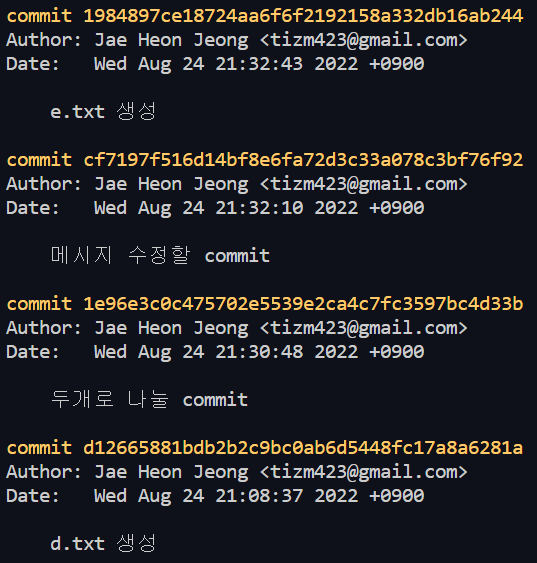 commit 1984897ce18724aa6f6f2192158a332db16ab244
Author: Jae Heon Jeong <tizm423@gmail.com>
Date:   Wed Aug 24 21:32:43 2022 +0900
e.txt 생성
commit cf7197f516d14bf8e6fa72d3c33a078c3bf76f92
Author: Jae Heon Jeong <tizm423@gmail.com>
Date:   Wed Aug 24 21:32:10 2022 +0900
메시지 수정할 commit
commit 1e96e3c0c475702e5539e2ca4c7fc3597bc4d33b
Author: Jae Heon Jeong <tizm423@gmail.com>
Date:   Wed Aug 24 21:30:48 2022 +0900
두개로 나눌 commit
commit d12665881bdb2b2c9bc0ab6d5448fc17a8a6281a
Author: Jae Heon Jeong <tizm423@gmail.com>
Date:   Wed Aug 24 21:08:37 2022 +0900
d.txt 생성